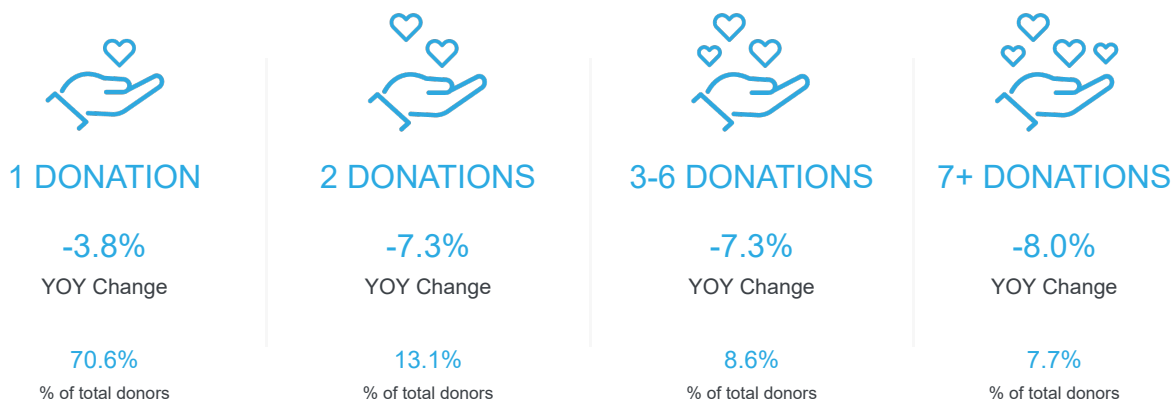 1 DONATION
-3.8%
YOY Change
70.6%
% of total donors
2 DONATIONS
-7.3%
YOY Change
13.1%
% of total donors
3-6 DONATIONS
-7.3%
YOY Change
8.6%
% of total donors
7+ DONATIONS
-8.0%
YOY Change
7.7%
% of total donors